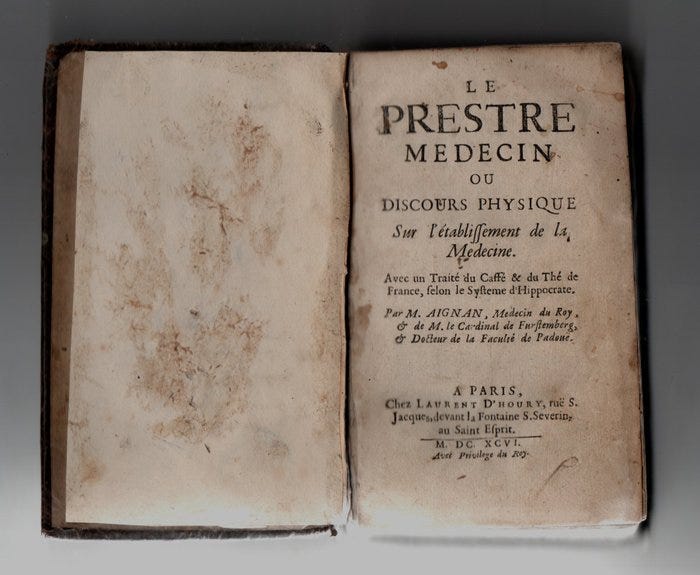 LE
PRESTRE
MEDECIN
OU
DISCOURS PHYSIQUE
Sur l'établiſſement de la
Medecine.
Avec un Traité du Caffé & du Thé de
France, ſelon le Syſteme d'Hippocrate.
Par M. AIGNAN, Medecin du Roy,
& de M. le Cardinal de Furſtemberg,
& Docteur de la Faculté de Padoue.
A PARIS,
Chez LAURENT D'HOURY, ruë S.
Jacques, devant la Fontaine S. Severin,
au Saint Eſprit.
M. DC. XCVI.
Avec Privilege du Roy.